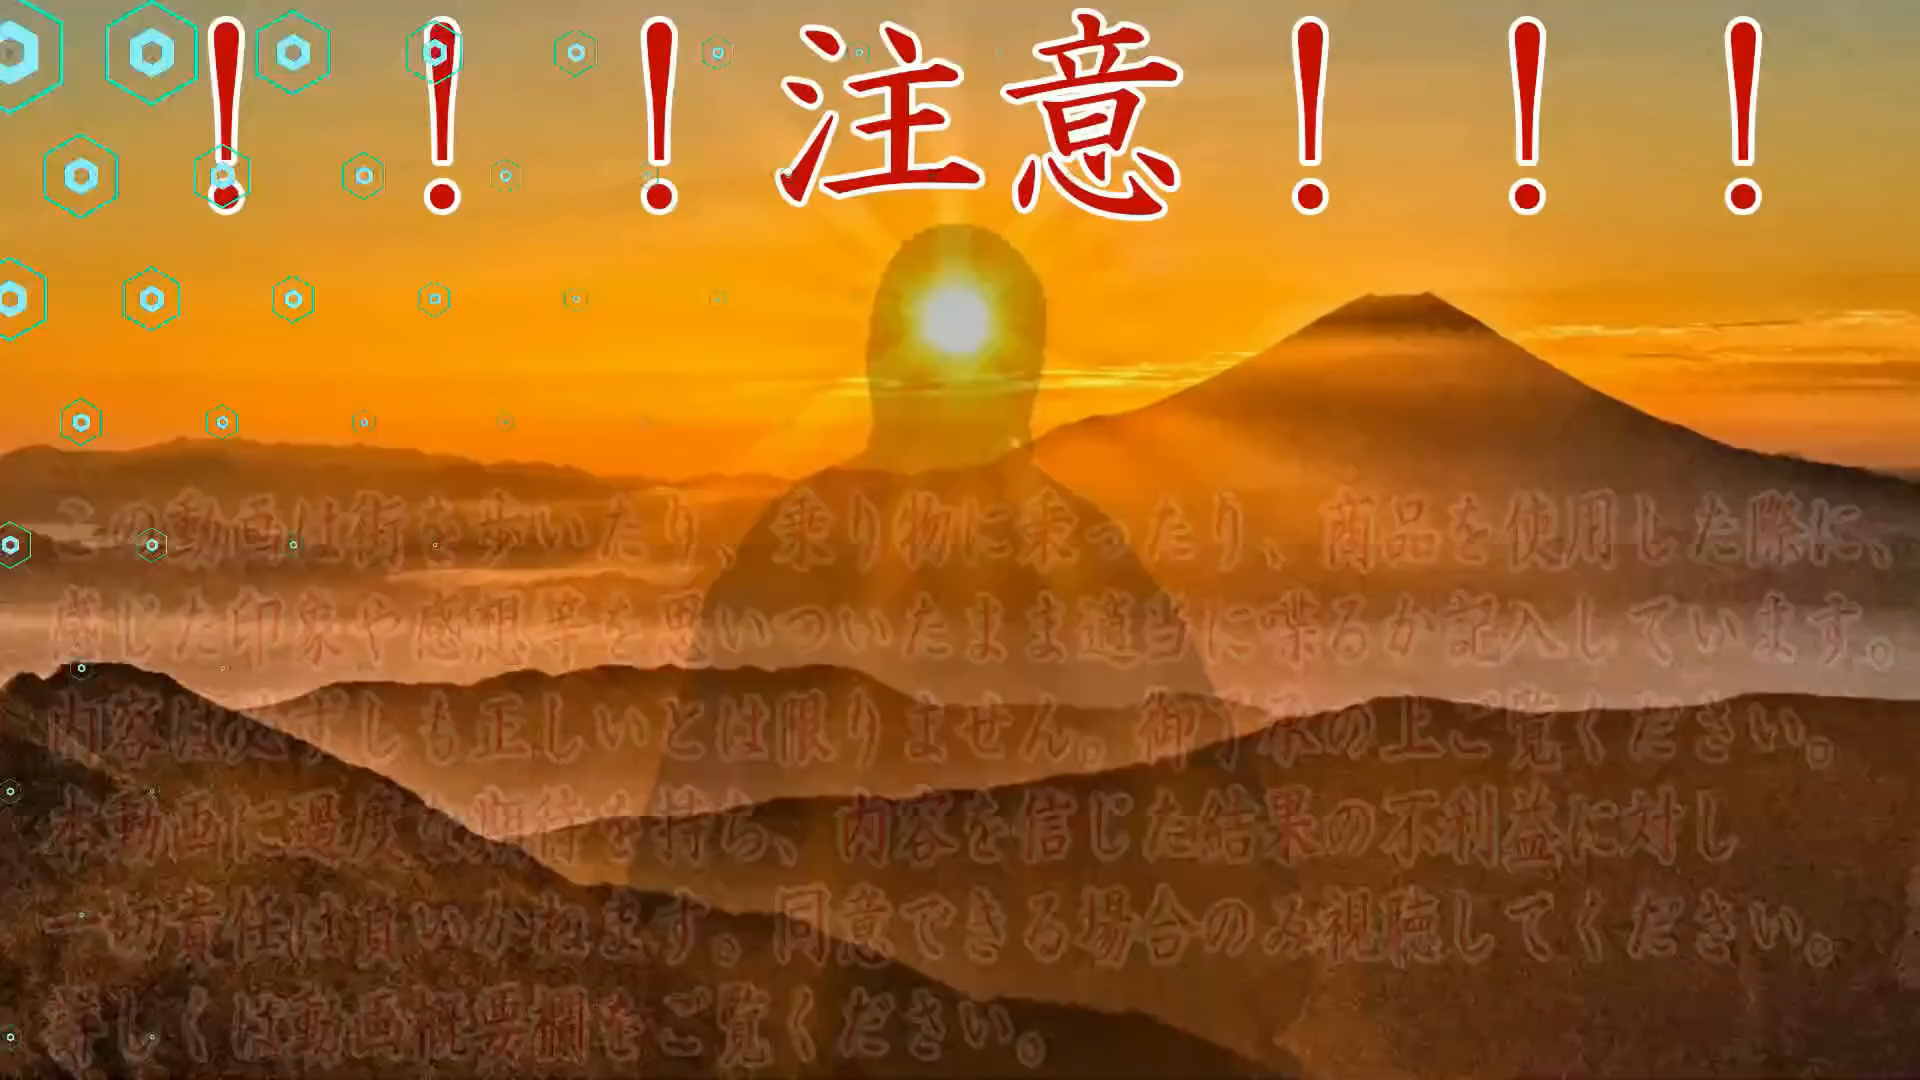 ！！！注意！！！
この動画は街を歩いたり、乗り物に乗ったり、商品を使用した際に、
感じた印象や感想等を思いついたまま適当に喋るか記入しています。
内容は必ずしも正しいとは限りません。御了承の上ご覧ください。
本動画に過度な期待を持ち、内容を信じた結果の不利益に対し
一切責任は負いかねます。同意できる場合のみ視聴してください。
詳しくは動画概要欄をご覧ください。